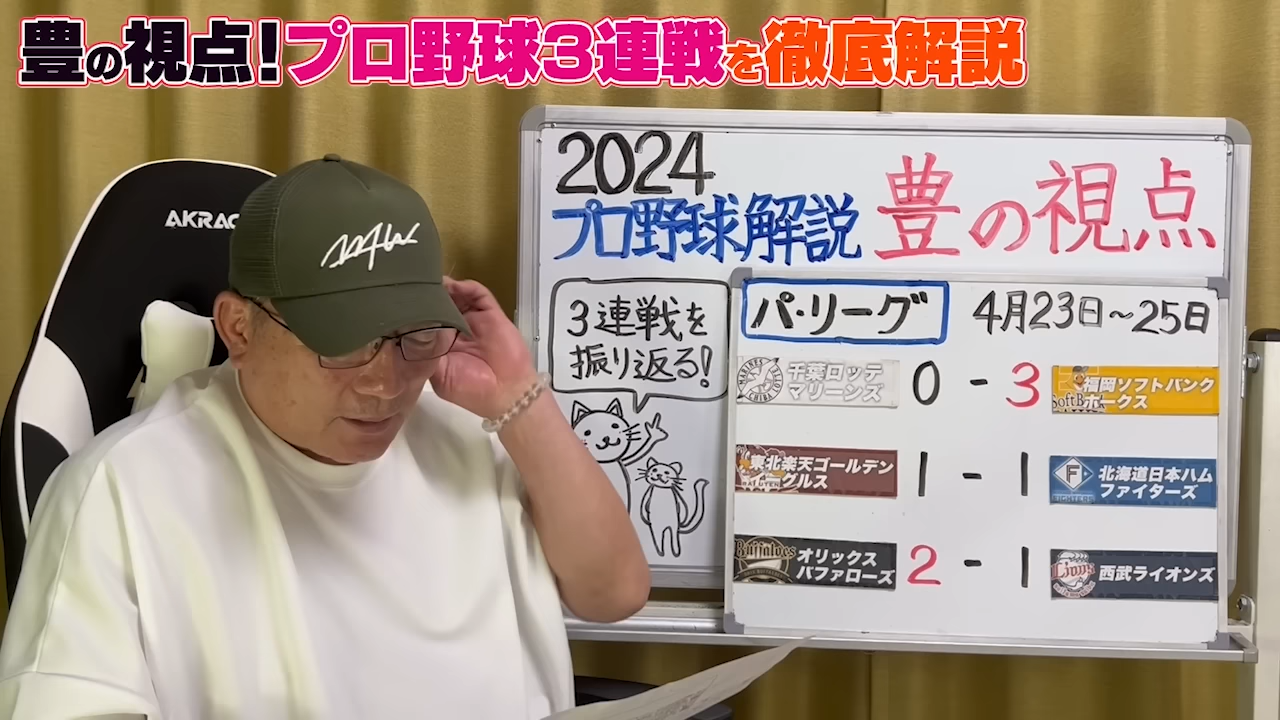 豊の視点!プロ野球3連戦を徹底解説
AKRAC
2024
プロ野球解説 豊の視点
3連戦を
振り返る!
パ・リーグ 4月23日~25日
千葉ロッテ
マリーンズ
0 - 3
福岡ソフトバンク
ホークス
東北楽天ゴールデン
イーグルス
1 - 1
F
北海道日本ハム
ファイターズ
FIGHTERS
Buffaloes
オリックス
バファローズ
2 - 1
Lions
西武ライオンズ